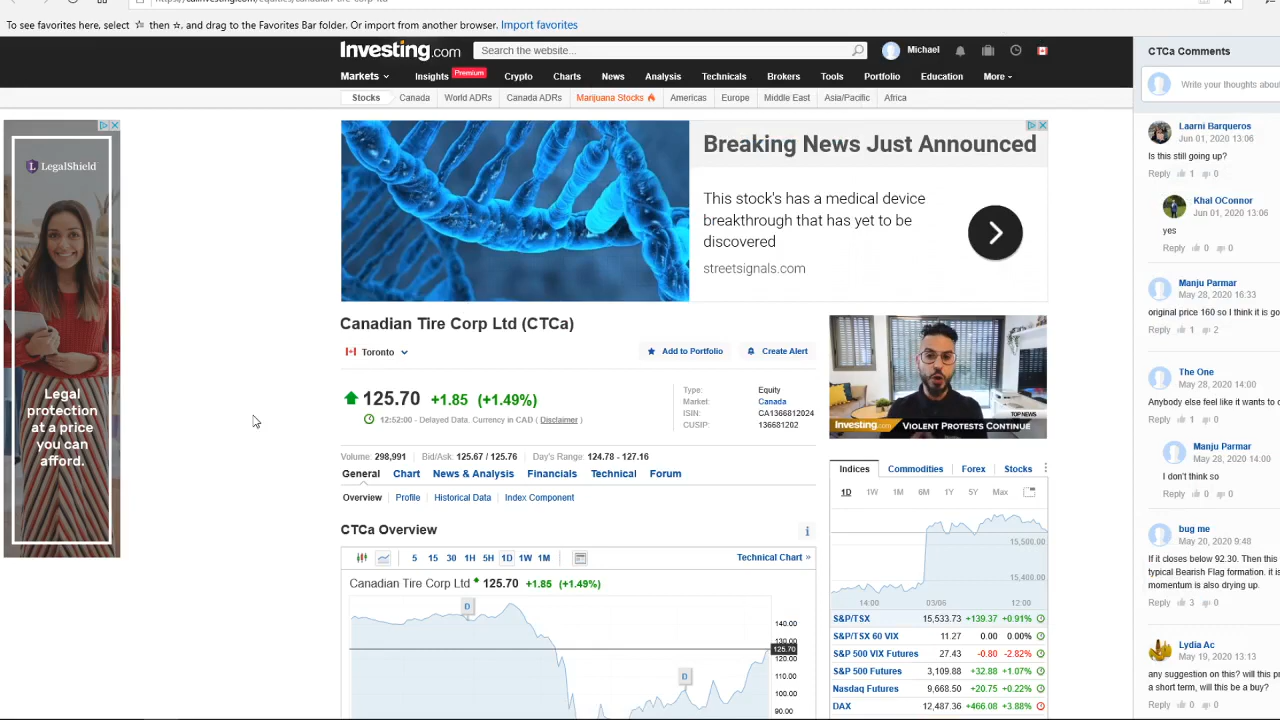 To see favorites here, select ☆ then ☆, and drag to the Favorites Bar folder. Or import from another browser. Import favorites
Investing.com
Search the website...
Michael
Markets
Insights
Premium
Crypto
Charts
News
Analysis
Technicals
Brokers
Tools
Portfolio
Education
More
Stocks
Canada
World ADRs
Canada ADRs
Marijuana Stocks
Americas
Europe
Middle East
Asia/Pacific
Africa
LegalShield
Legal
protection
at a price
you can
afford.
Breaking News Just Announced
This stock's has a medical device
breakthrough that has yet to be
discovered
streetsignals.com
Canadian Tire Corp Ltd (CTCa)
Toronto
Add to Portfolio
Create Alert
125.70 +1.85 (+1.49%)
12:52:00 - Delayed Data. Currency in CAD ( Disclaimer )
Type: Equity
Market: Canada
ISIN: CA1366812024
CUSIP: 136681202
Volume: 298,991 Bid/Ask: 125.67 / 125.76 Day's Range: 124.78 - 127.16
General
Chart
News & Analysis
Financials
Technical
Forum
Overview
Profile
Historical Data
Index Component
CTCa Overview
i
5 15 30 1H 5H 1D 1W 1M
Technical Chart »
Canadian Tire Corp Ltd 125.70 +1.85 (+1.49%)
D
D
140.00
130.00
125.70
120.00
110.00
100.00
90.00
TOP NEWS
Investing.com
VIOLENT PROTESTS CONTINUE
Indices
Commodities
Forex
Stocks
1D 1W 1M 6M 1Y 5Y Max
15,500.00
15,400.00
14:00 03/06 12:00
S&P/TSX 15,533.73 +139.37 +0.91%
S&P/TSX 60 VIX 11.27 0.00 0.00%
S&P 500 VIX Futures 27.43 -0.80 -2.82%
S&P 500 Futures 3,109.88 +32.88 +1.07%
Nasdaq Futures 9,668.50 +20.75 +0.22%
DAX 12,487.36 +466.08 +3.88%
CTCa Comments
Write your thoughts about
Laarni Barqueros
Jun 01, 2020 13:06
Is this still going up?
Reply 1 0
Khal OConnor
Jun 01, 2020 13:06
yes
Reply 0 0
Manju Parmar
May 28, 2020 16:33
original price 160 so I think it is go
Reply 1 2
The One
May 28, 2020 14:00
Anybody else feel like it wants to c
Reply 1 0
Manju Parmar
May 28, 2020 14:00
I don't think so
Reply 1 0
bug me
May 20, 2020 9:48
If it closes below 92.30. Then this
typical Bearish Flag formation. it is
momentum is also drying up.
Reply 3 0
Lydia Ac
May 19, 2020 13:13
any suggestion on this? will this pr
a short term, will this be a buy?
Reply 0 0